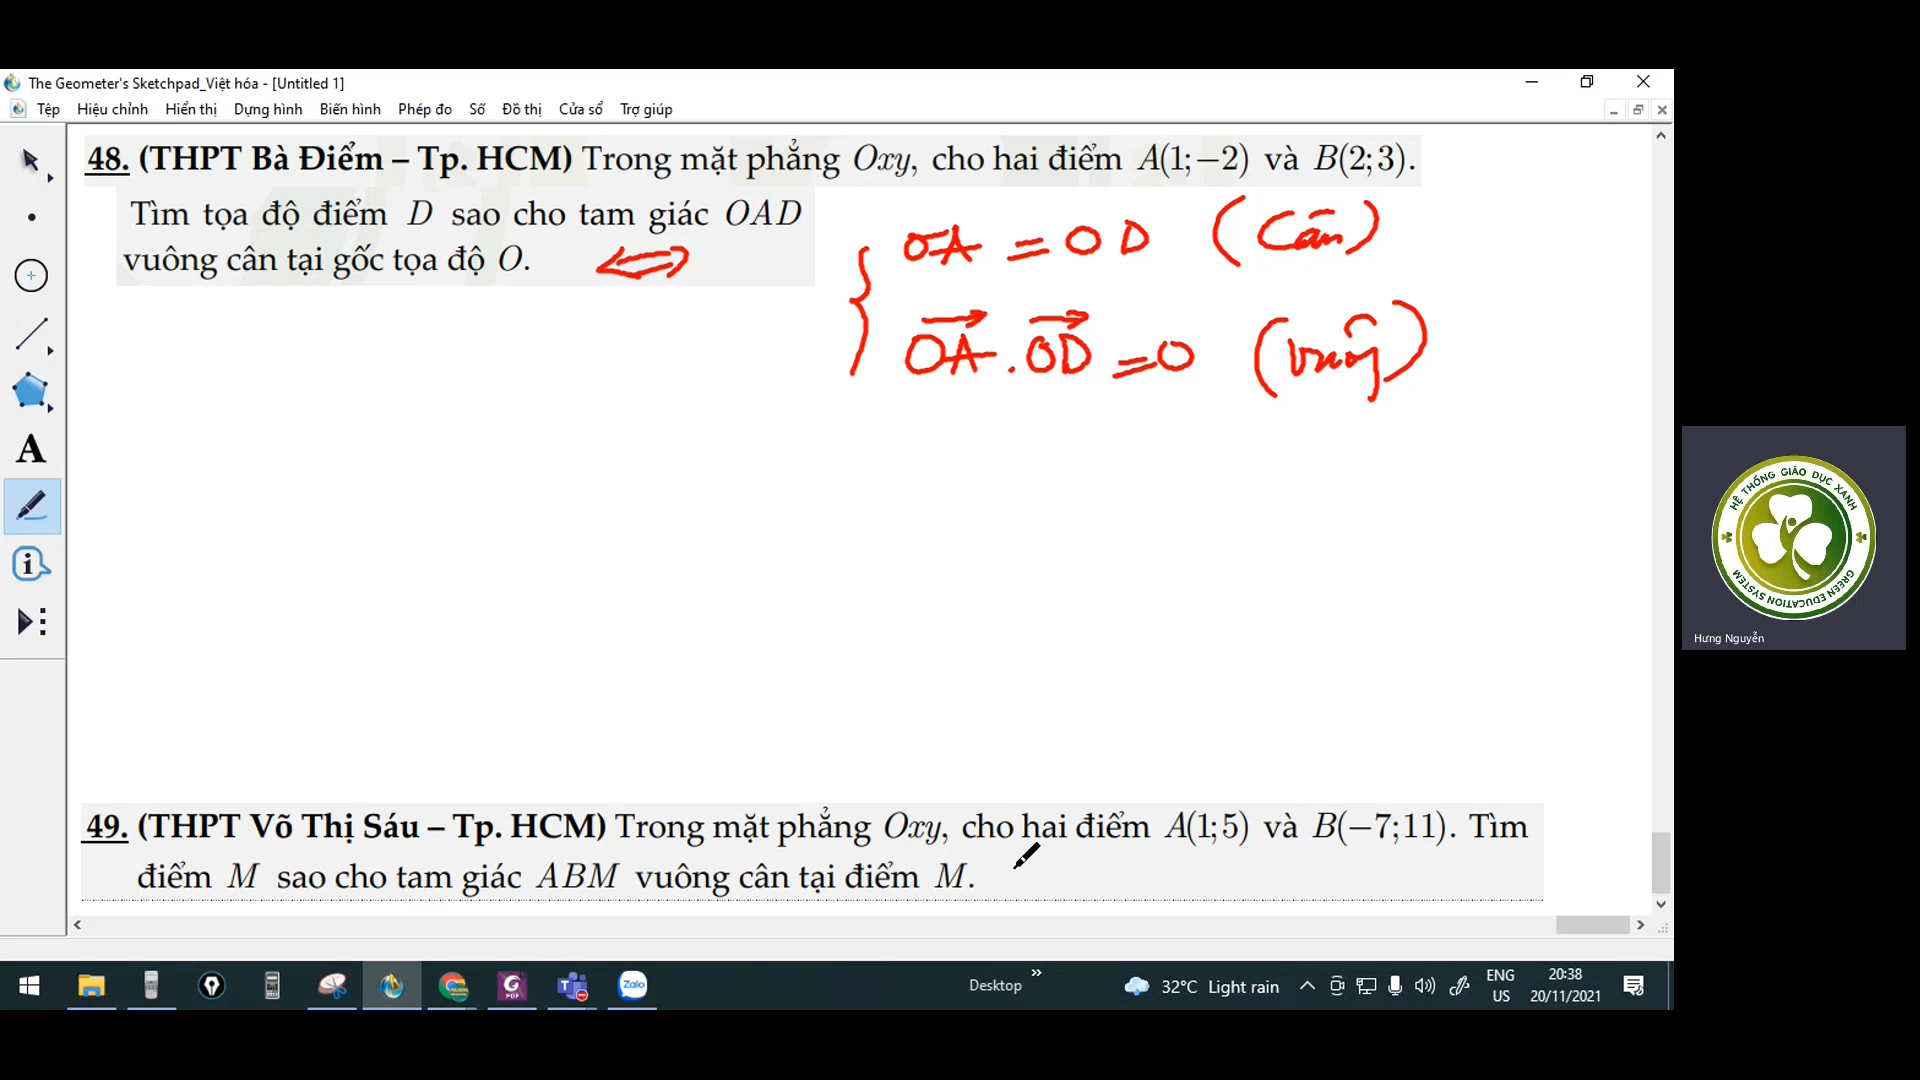 The Geometer's Sketchpad_Việt hóa - [Untitled 1]
Tệp Hiệu chỉnh Hiển thị Dựng hình Biến hình Phép đo Số Đồ thị Cửa sổ Trợ giúp
48. (THPT Bà Điểm – Tp. HCM) Trong mặt phẳng Oxy, cho hai điểm A(1;−2) và B(2;3).
Tìm tọa độ điểm D sao cho tam giác OAD
vuông cân tại gốc tọa độ O.
OA = OD (Cân)
OA . OD = 0 (Vuông)
A
HỆ THỐNG GIÁO DỤC XANH
GREEN EDUCATION SYSTEM
Hưng Nguyễn
49. (THPT Võ Thị Sáu – Tp. HCM) Trong mặt phẳng Oxy, cho hai điểm A(1;5) và B(−7;11). Tìm
điểm M sao cho tam giác ABM vuông cân tại điểm M.
Zalo
PDF
Desktop
32°C Light rain
ENG
US
20:38
20/11/2021